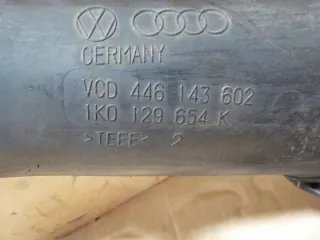 GERMANY
VCD 446 143 602
1K0 129 654 K
>TEEE< 2